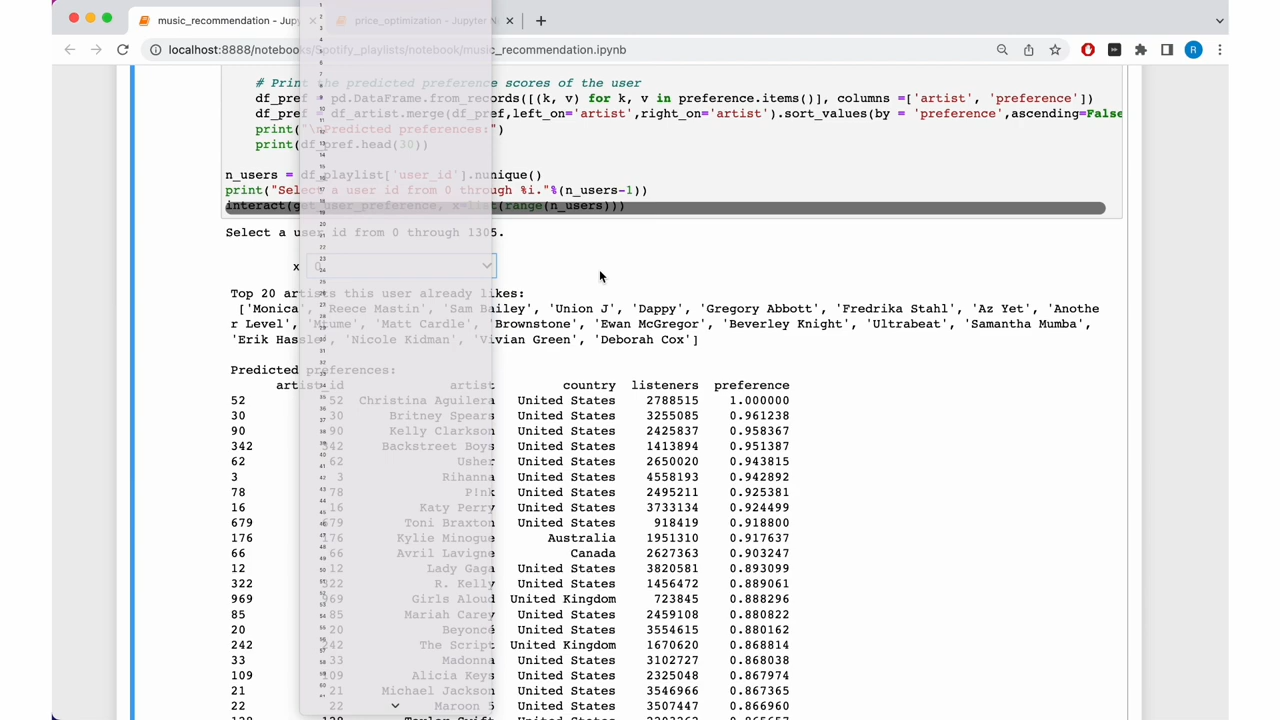 music_recommendation - Jupy
price_optimization - Jupyter N
localhost:8888/notebooks/Spotify_playlists/notebook/music_recommendation.ipynb
R
# Print the predicted preference scores of the user
df_pref = pd.DataFrame.from_records([(k, v) for k, v in preference.items()], columns =['artist', 'preference'])
df_pref = df_artist.merge(df_pref,left_on='artist',right_on='artist').sort_values(by = 'preference',ascending=False
print("\nPredicted preferences:")
print(df_pref.head(30))
n_users = df_playlist['user_id'].nunique()
print("Select a user id from 0 through %i."%(n_users-1))
interact(get_user_preference, x=list(range(n_users)))
Select a user id from 0 through 1305.
x 0
Top 20 artists this user already likes:
['Monica', 'Reece Mastin', 'Sam Bailey', 'Union J', 'Dappy', 'Gregory Abbott', 'Fredrika Stahl', 'Az Yet', 'Anothe
r Level', 'Mtume', 'Matt Cardle', 'Brownstone', 'Ewan McGregor', 'Beverley Knight', 'Ultrabeat', 'Samantha Mumba',
'Erik Hassle', 'Nicole Kidman', 'Vivian Green', 'Deborah Cox']
Predicted preferences:
artist_id artist country listeners preference
52 52 Christina Aguilera United States 2788515 1.000000
30 30 Britney Spears United States 3255085 0.961238
90 90 Kelly Clarkson United States 2425837 0.958367
342 342 Backstreet Boys United States 1413894 0.951387
62 62 Usher United States 2650020 0.943815
3 3 Rihanna United States 4558193 0.942892
78 78 P!nk United States 2495211 0.925381
16 16 Katy Perry United States 3733134 0.924499
679 679 Toni Braxton United States 918419 0.918800
176 176 Kylie Minogue Australia 1951310 0.917637
66 66 Avril Lavigne Canada 2627363 0.903247
12 12 Lady Gaga United States 3820581 0.893099
322 322 R. Kelly United States 1456472 0.889061
969 969 Girls Aloud United Kingdom 723845 0.888296
85 85 Mariah Carey United States 2459108 0.880822
20 20 Beyoncé United States 3554615 0.880162
242 242 The Script United Kingdom 1670620 0.868814
33 33 Madonna United States 3102727 0.868038
109 109 Alicia Keys United States 2325048 0.867974
21 21 Michael Jackson United States 3546966 0.867365
22 22 Maroon 5 United States 3507447 0.866960